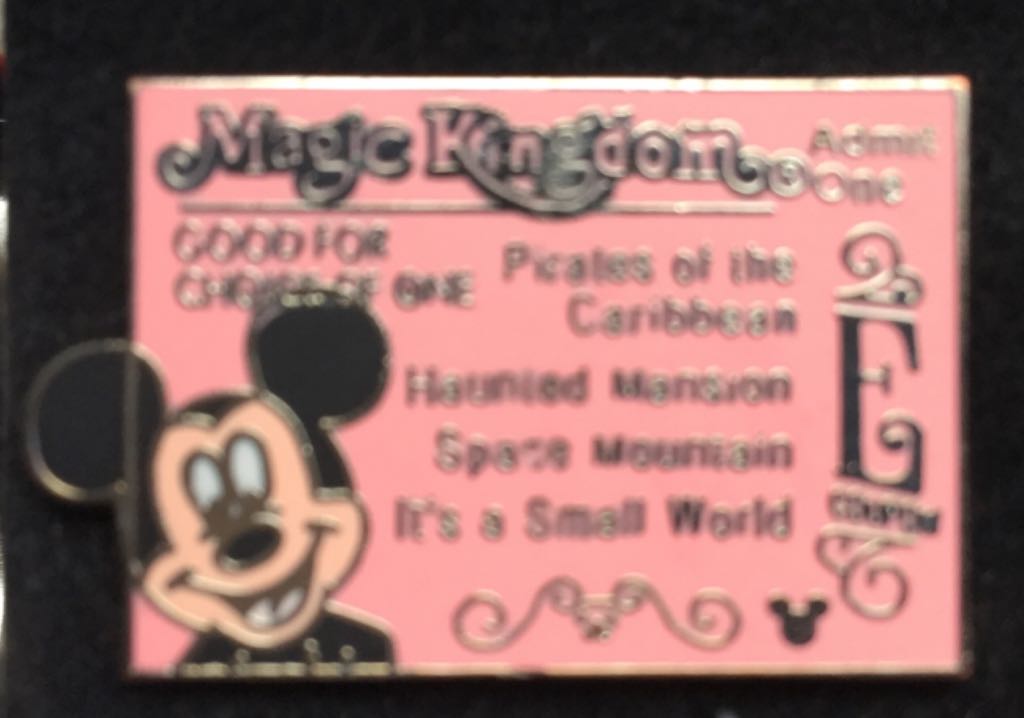 Magic Kingdom
Admit
One
GOOD FOR
CHOICE OF ONE
Pirates of the
Caribbean
Haunted Mansion
Space Mountain
It's a Small World
E
COUPON